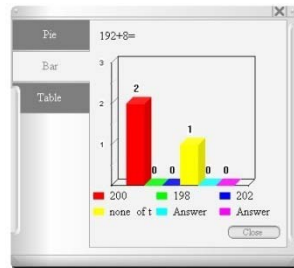 Pie
Bar
Table
192+8=
3
2
1
2
0
0
1
0
0
200
198
202
none of t
Answer
Answer
Close